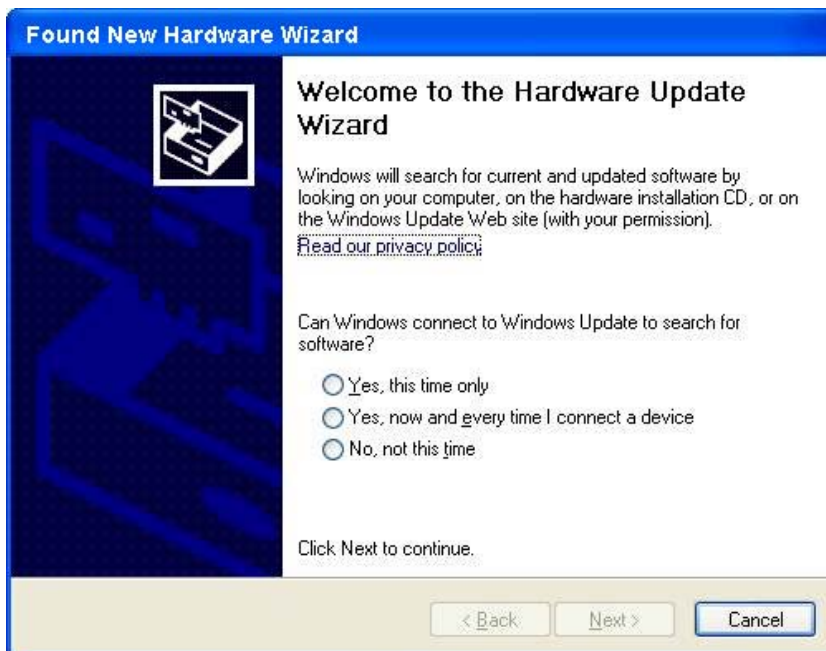 Found New Hardware Wizard
Welcome to the Hardware Update
Wizard
Windows will search for current and updated software by
looking on your computer, on the hardware installation CD, or on
the Windows Update Web site (with your permission).
Read our privacy policy
Can Windows connect to Windows Update to search for
software?
Yes, this time only
Yes, now and every time I connect a device
No, not this time
Click Next to continue.
< Back Next > Cancel